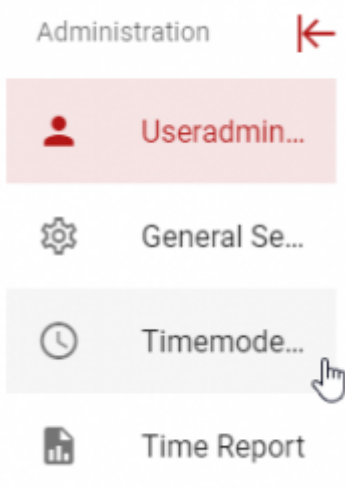 Administration
Useradmin...
General Se...
Timemode...
Time Report